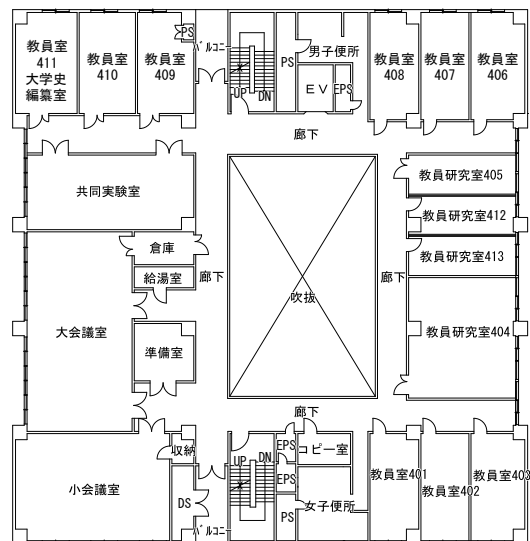 教員室
411
大学史
編纂室
教員室
410
教員室
409
PS
バルコニー
UP
DN
PS
男子便所
EV
EPS
教員室
408
教員室
407
教員室
406
廊下
共同実験室
教員研究室405
教員研究室412
教員研究室413
倉庫
給湯室
廊下
吹抜
廊下
大会議室
準備室
教員研究室404
廊下
収納
小会議室
DS
バルコニー
UP
DN
EPS
EPS
PS
コピー室
女子便所
教員室401
教員室402
教員室403